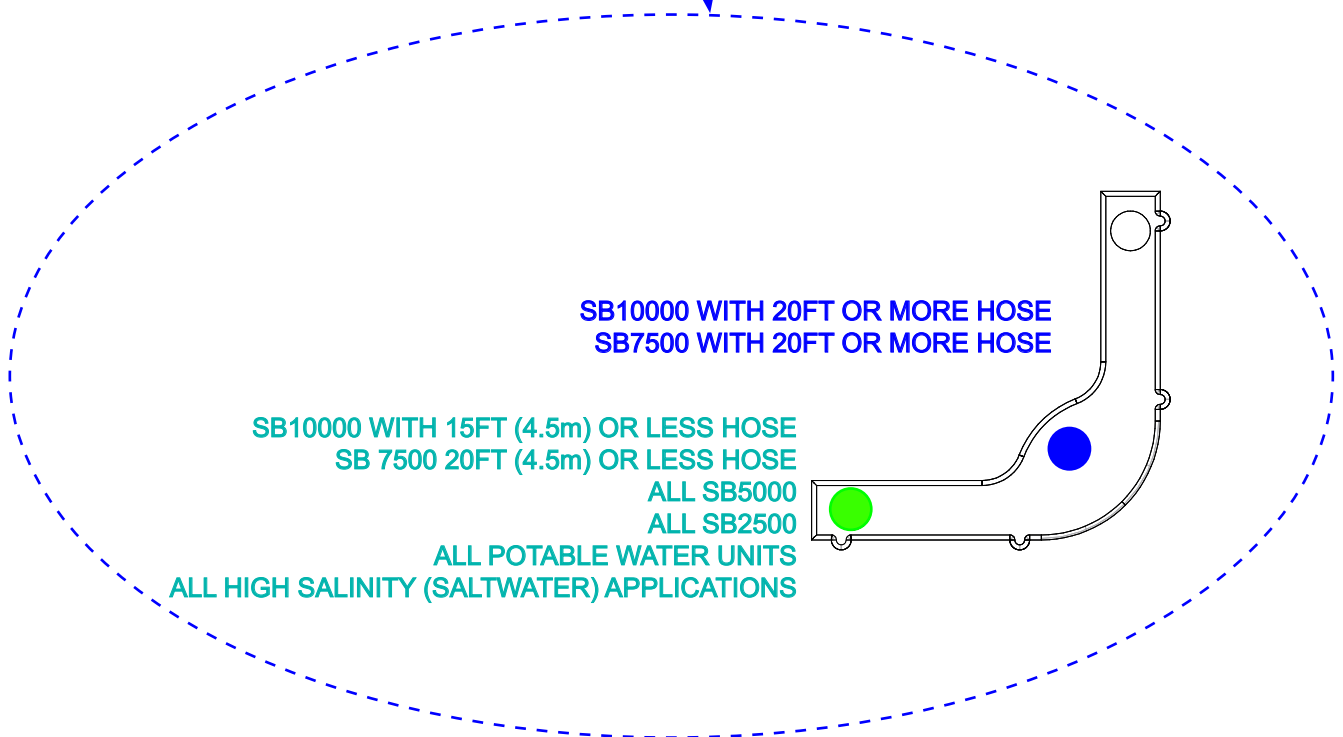 SB10000 WITH 20FT OR MORE HOSE
SB7500 WITH 20FT OR MORE HOSE
SB10000 WITH 15FT (4.5m) OR LESS HOSE
SB 7500 20FT (4.5m) OR LESS HOSE
ALL SB5000
ALL SB2500
ALL POTABLE WATER UNITS
ALL HIGH SALINITY (SALTWATER) APPLICATIONS